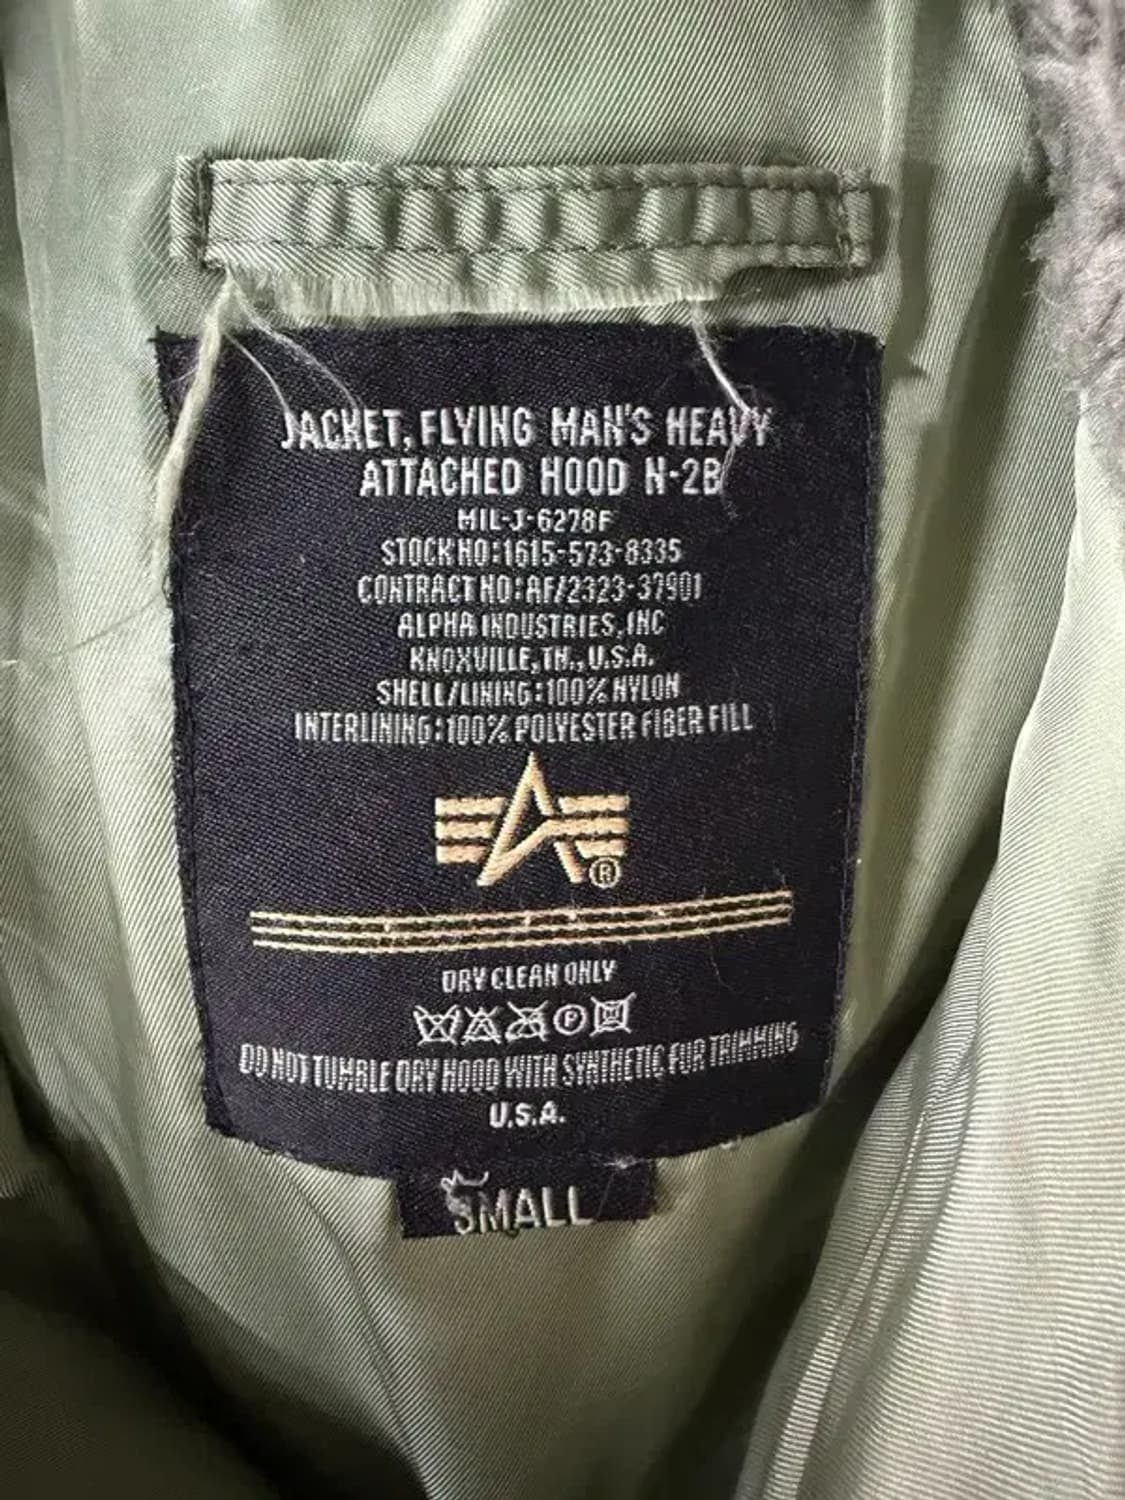 JACKET, FLYING MAN'S HEAVY
ATTACHED HOOD N-2B
MIL-J-6278F
STOCK NO:1615-573-8335
CONTRACT NO:AF/2323-37901
ALPHA INDUSTRIES, INC
KNOXVILLE, TN., U.S.A.
SHELL/LINING:100% NYLON
INTERLINING:100% POLYESTER FIBER FILL
®
DRY CLEAN ONLY
P
DO NOT TUMBLE DRY HOOD WITH SYNTHETIC FUR TRIMMING
U.S.A.
SMALL